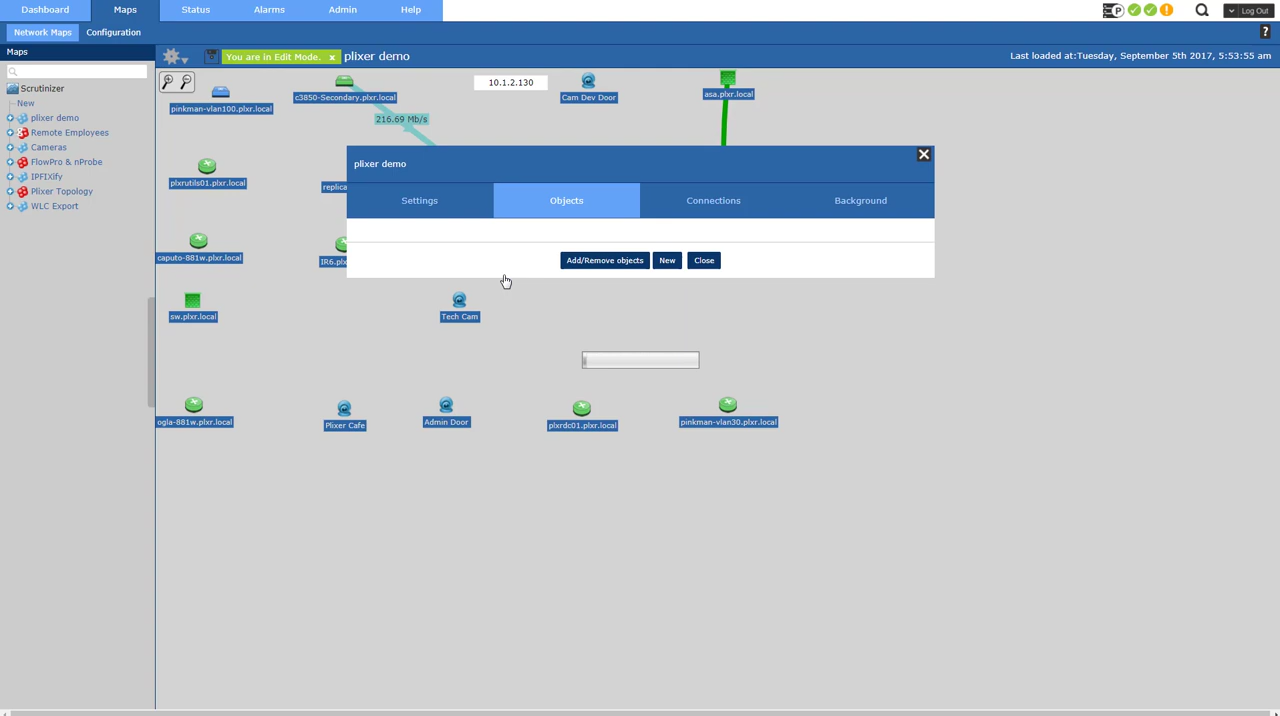 Dashboard Maps Status Alarms Admin Help P Log Out
Network Maps Configuration ?
Maps
You are in Edit Mode. x plixer demo Last loaded at:Tuesday, September 5th 2017, 5:53:55 am
Scrutinizer
New
plixer demo
Remote Employees
Cameras
FlowPro & nProbe
IPFIXify
Plixer Topology
WLC Export
pinkman-vlan100.plxr.local
c3850-Secondary.plxr.local
10.1.2.130
Cam Dev Door
asa.plxr.local
216.69 Mb/s
plxrutils01.plxr.local
replica
caputo-881w.plxr.local
IR6.plx
sw.plxr.local
plixer demo
Settings Objects Connections Background
Add/Remove objects New Close
Tech Cam
ogla-881w.plxr.local
Plixer Cafe
Admin Door
plxrdc01.plxr.local
pinkman-vlan30.plxr.local